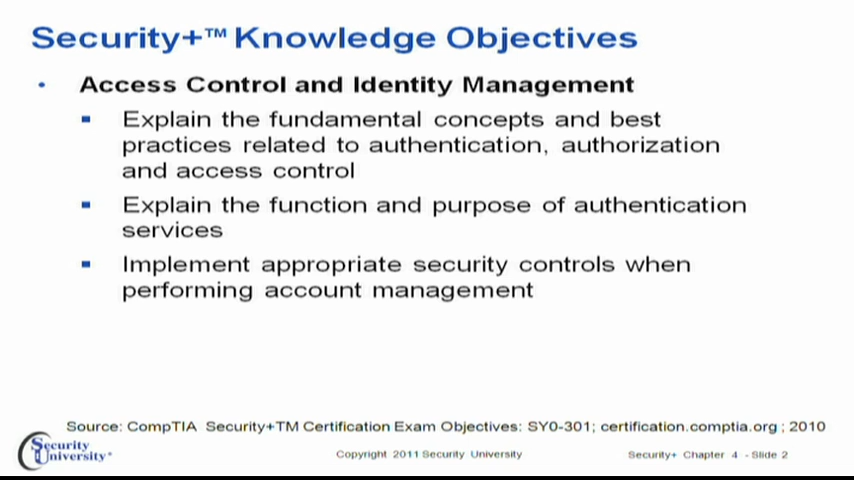 Security+™ Knowledge Objectives
• Access Control and Identity Management
▪ Explain the fundamental concepts and best
practices related to authentication, authorization
and access control
▪ Explain the function and purpose of authentication
services
▪ Implement appropriate security controls when
performing account management
Source: CompTIA Security+TM Certification Exam Objectives: SY0-301; certification.comptia.org ; 2010
Security
University
Copyright 2011 Security University
Security+ Chapter 4 - Slide 2